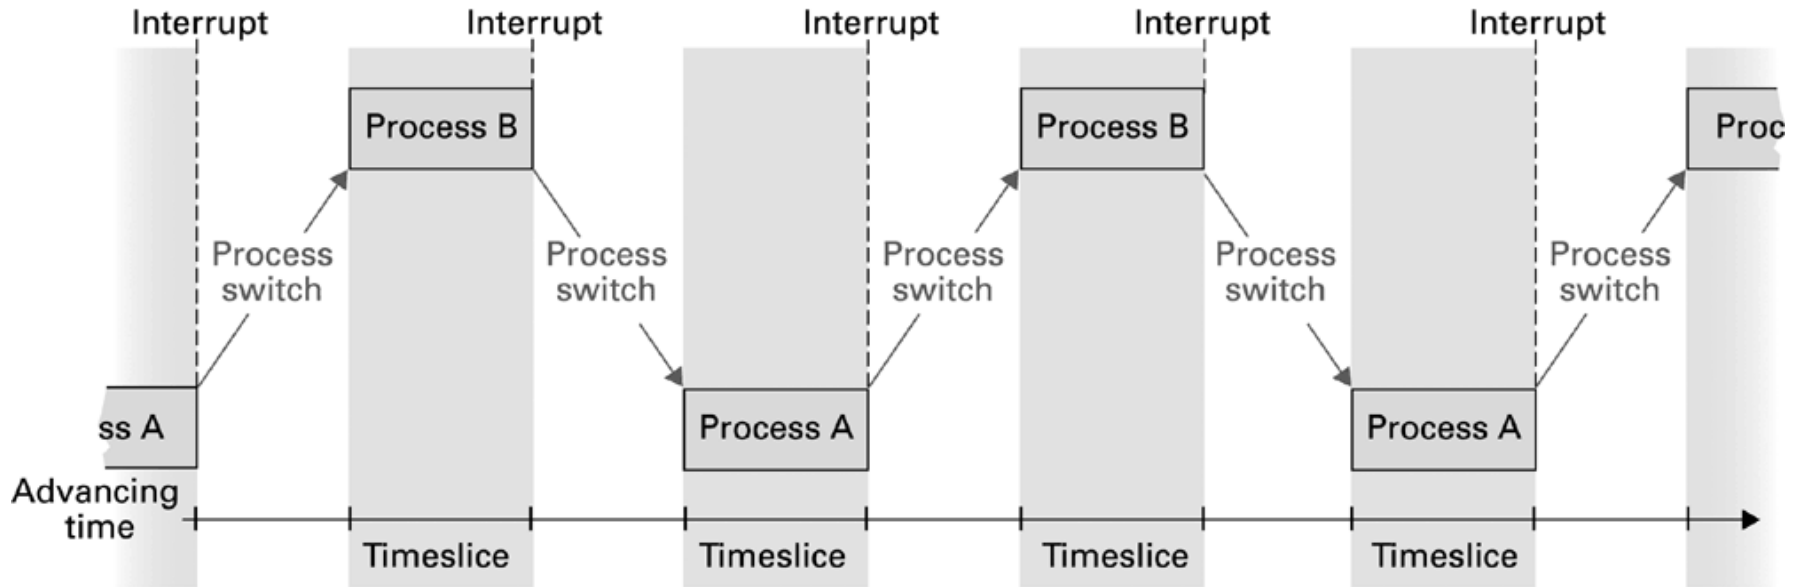 Interrupt Interrupt Interrupt Interrupt Interrupt
Process B Process B Proc
Process Process Process Process Process
switch switch switch switch switch
ss A Process A Process A
Advancing
time
Timeslice Timeslice Timeslice Timeslice